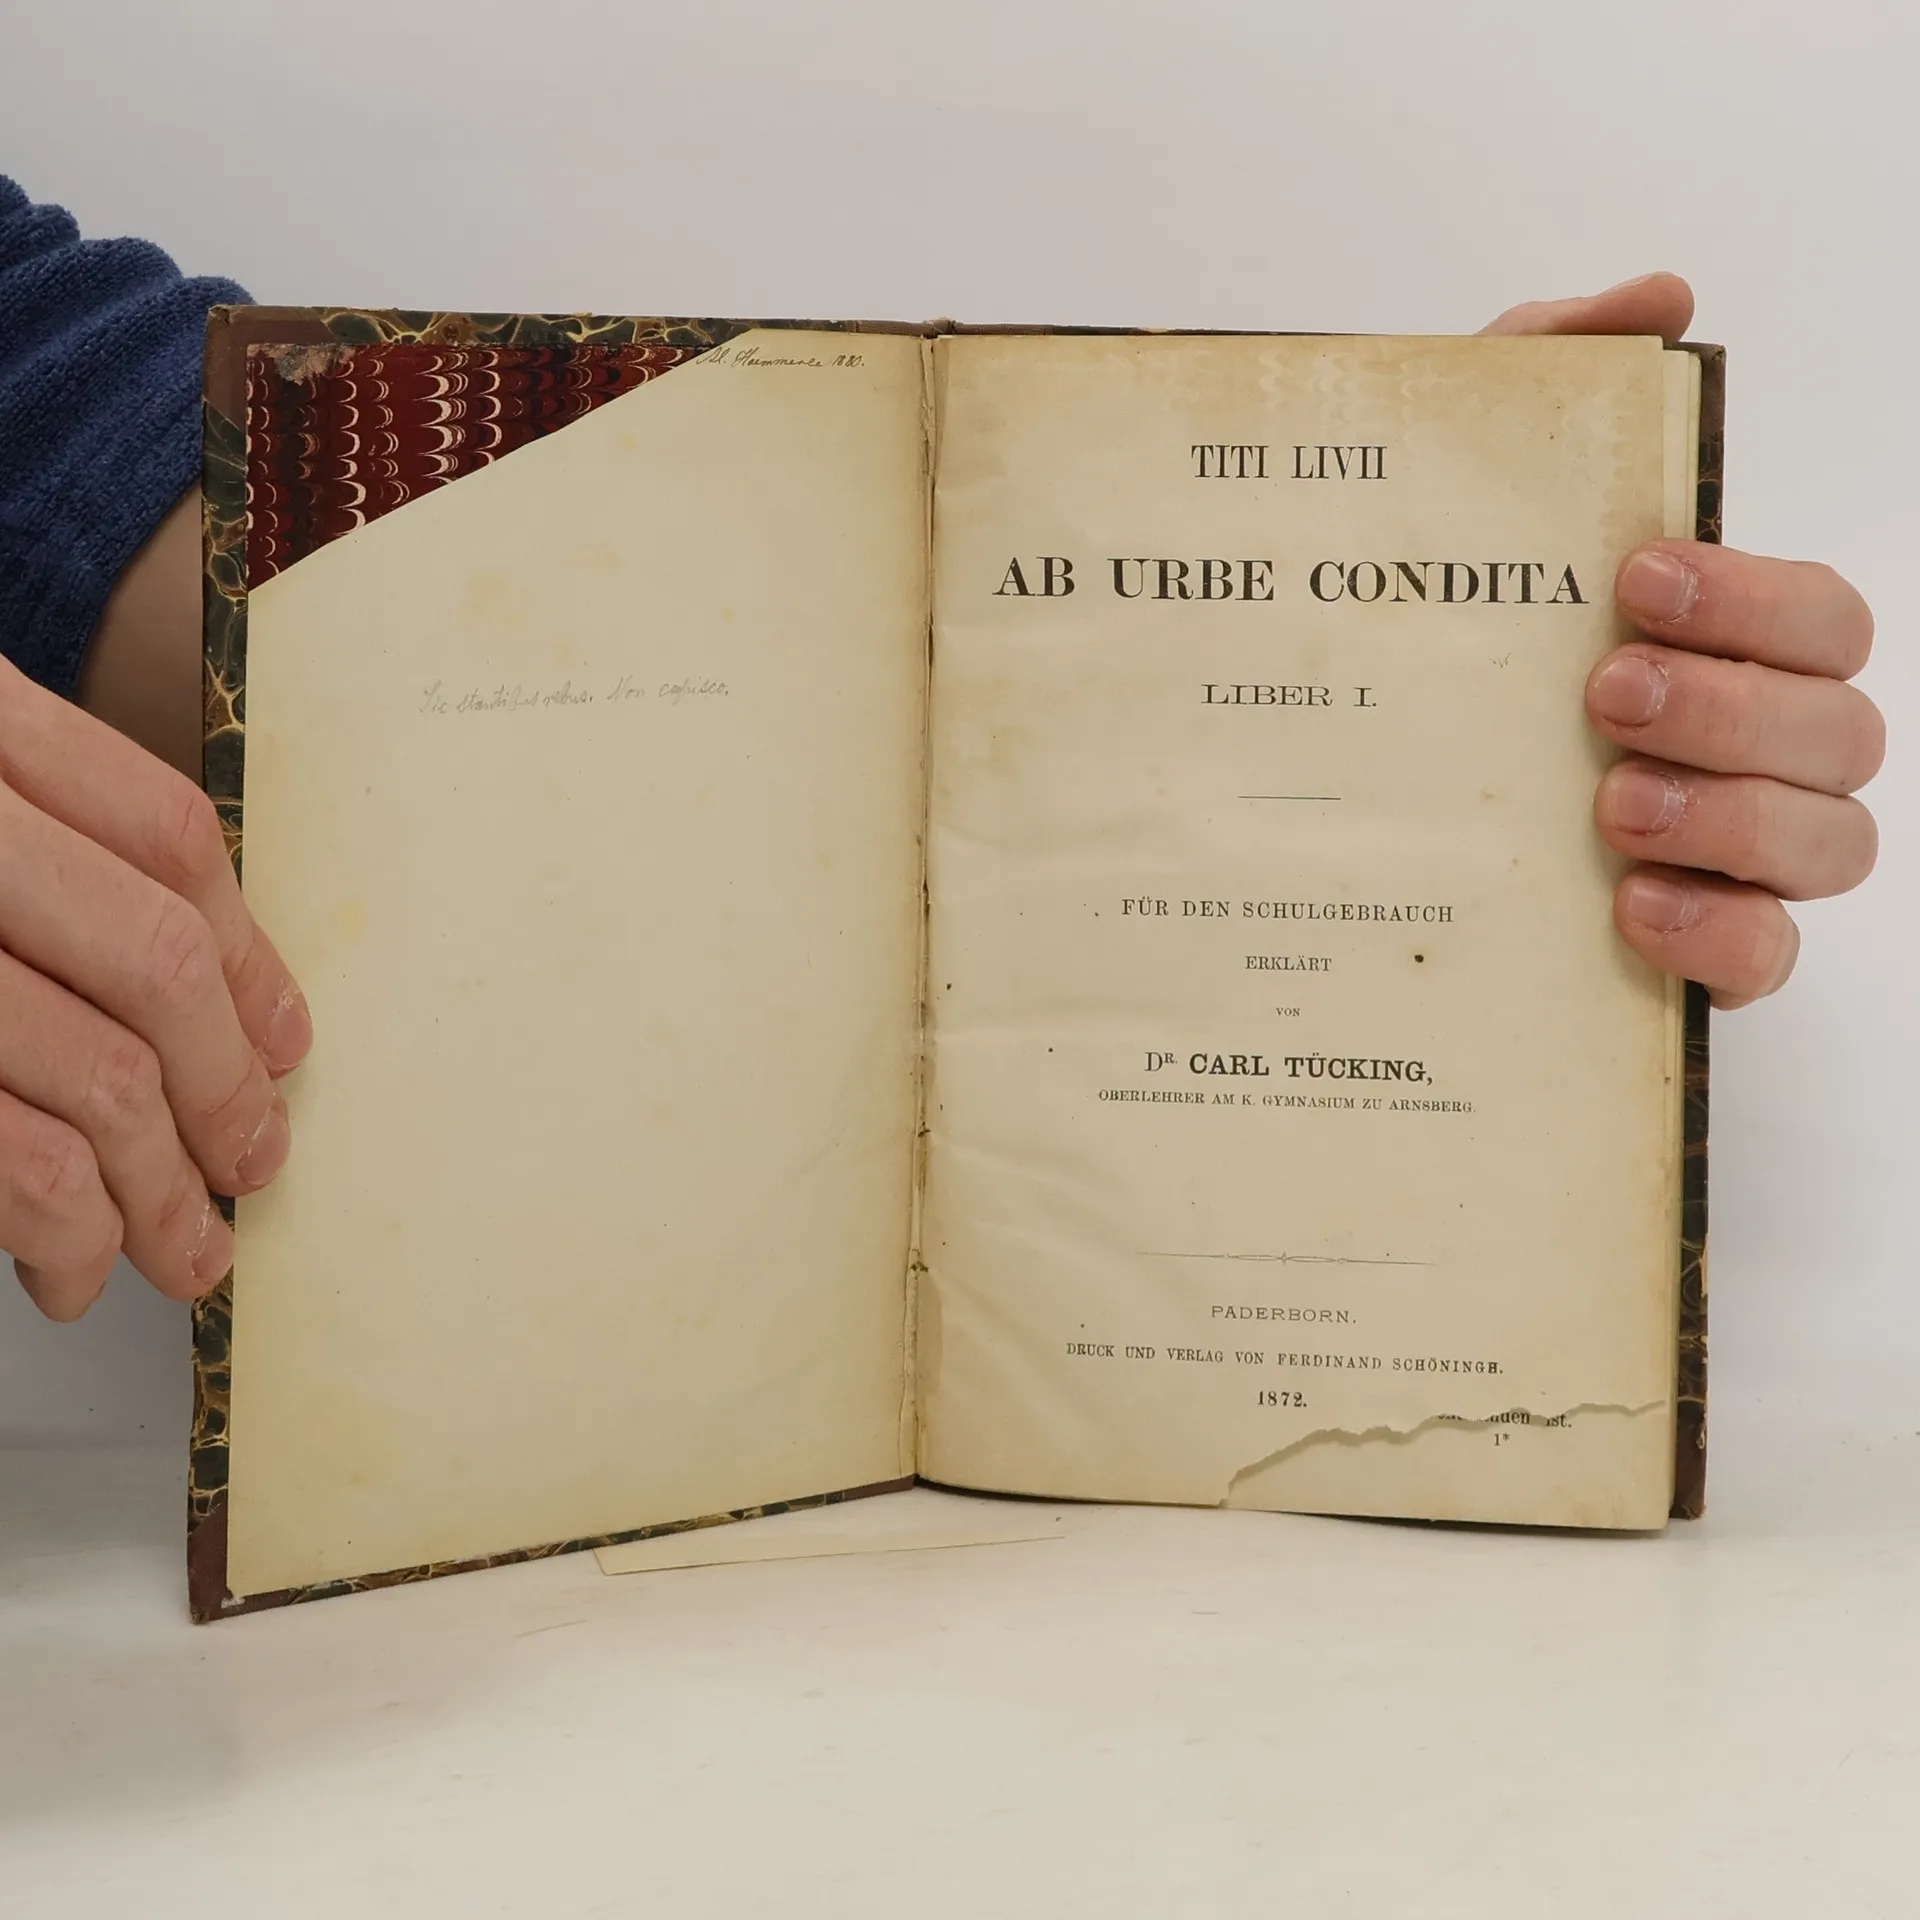 1880.
Sic stantibus rebus. Non capisco.
TITI LIVII
AB URBE CONDITA
LIBER I.
FÜR DEN SCHULGEBRAUCH
ERKLÄRT
VON
DR. CARL TÜCKING,
OBERLEHRER AM K. GYMNASIUM ZU ARNSBERG.
PADERBORN.
DRUCK UND VERLAG VON FERDINAND SCHÖNINGH.
1872.
ist.
1*